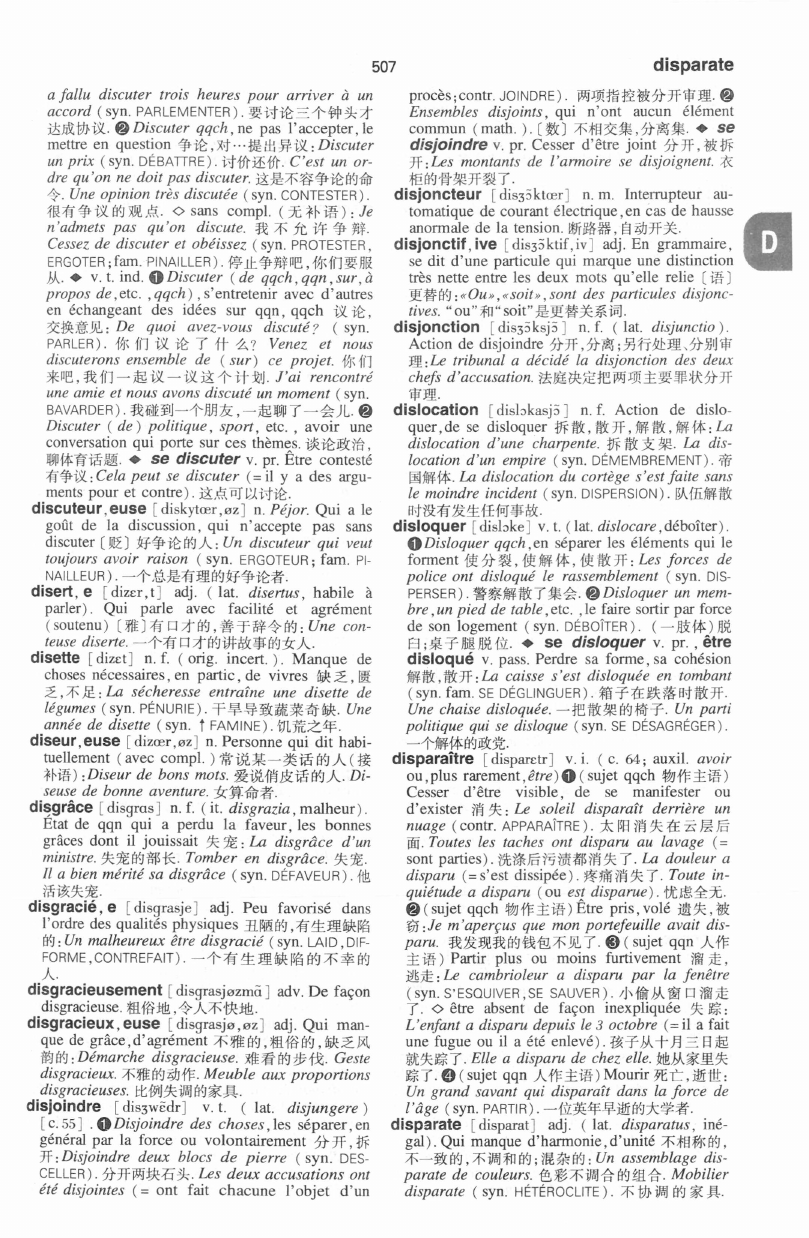 507
disparate
a fallu discuter trois heures pour arriver à un
accord ( syn. PARLEMENTER ). 要讨论三个钟头才
达成协议. ❷ Discuter qqch, ne pas l'accepter, le
mettre en question 争论,对…提出异议: Discuter
un prix ( syn. DÉBATTRE ). 讨价还价. C'est un or-
dre qu'on ne doit pas discuter. 这是不容争论的命
令. Une opinion très discutée ( syn. CONTESTER ).
很有争议的观点. ◇ sans compl. ( 无补语 ): Je
n'admets pas qu'on discute. 我不允许争辩.
Cessez de discuter et obéissez ( syn. PROTESTER,
ERGOTER; fam. PINAILLER ). 停止争辩吧,你们要服
从. ◆ v. t. ind. ❶ Discuter ( de qqch, qqn, sur, à
propos de, etc. , qqch ), s'entretenir avec d'autres
en échangeant des idées sur qqn, qqch 议论,
交换意见: De quoi avez-vous discuté? ( syn.
PARLER ). 你们议论了什么? Venez et nous
discuterons ensemble de ( sur ) ce projet. 你们
来吧,我们一起议一议这个计划. J'ai rencontré
une amie et nous avons discuté un moment ( syn.
BAVARDER ). 我碰到一个朋友,一起聊了一会儿. ❷
Discuter ( de ) politique, sport, etc. , avoir une
conversation qui porte sur ces thèmes. 谈论政治,
聊体育话题. ◆ se discuter v. pr. Être contesté
有争议: Cela peut se discuter ( = il y a des argu-
ments pour et contre ). 这点可以讨论.
discuteur, euse [ diskytœr, øz ] n. Péjor. Qui a le
goût de la discussion, qui n'accepte pas sans
discuter [ 贬 ] 好争论的人: Un discuteur qui veut
toujours avoir raison ( syn. ERGOTEUR; fam. PI-
NAILLEUR ). 一个总是有理的好争论者.
disert, e [ dizɛr, t ] adj. ( lat. disertus, habile à
parler ). Qui parle avec facilité et agrément
( soutenu ) [ 雅 ] 有口才的,善于辞令的: Une con-
teuse diserte. 一个有口才的讲故事的女人.
disette [ dizɛt ] n. f. ( orig. incert. ). Manque de
choses nécessaires, en partic, de vivres 缺乏,匮
乏,不足: La sécheresse entraîne une disette de
légumes ( syn. PÉNURIE ). 干旱导致蔬菜奇缺. Une
année de disette ( syn. ↑ FAMINE ). 饥荒之年.
diseur, euse [ dizœr, øz ] n. Personne qui dit habi-
tuellement ( avec compl. ) 常说某一类话的人( 接
补语 ): Diseur de bons mots. 爱说俏皮话的人. Di-
seuse de bonne aventure. 女算命者.
disgrâce [ disgrɑs ] n. f. ( it. disgrazia, malheur ).
État de qqn qui a perdu la faveur, les bonnes
grâces dont il jouissait 失宠: La disgrâce d'un
ministre. 失宠的部长. Tomber en disgrâce. 失宠.
Il a bien mérité sa disgrâce ( syn. DÉFAVEUR ). 他
活该失宠.
disgracié, e [ disgrasje ] adj. Peu favorisé dans
l'ordre des qualités physiques 丑陋的,有生理缺陷
的: Un malheureux être disgracié ( syn. LAID, DIF-
FORME, CONTREFAIT ). 一个有生理缺陷的不幸的
人.
disgracieusement [ disgrasjøzmɑ̃ ] adv. De façon
disgracieuse. 粗俗地,令人不快地.
disgracieux, euse [ disgrasjø, øz ] adj. Qui man-
que de grâce, d'agrément 不雅的,粗俗的,缺乏风
韵的: Démarche disgracieuse. 难看的步伐. Geste
disgracieux. 不雅的动作. Meuble aux proportions
disgracieuses. 比例失调的家具.
disjoindre [ disʒwɛ̃dr ] v. t. ( lat. disjungere )
[ c. 55 ] . ❶ Disjoindre des choses, les séparer, en
général par la force ou volontairement 分开,拆
开: Disjoindre deux blocs de pierre ( syn. DES-
CELLER ). 分开两块石头. Les deux accusations ont
été disjointes ( = ont fait chacune l'objet d'un
procès; contr. JOINDRE ). 两项指控被分开审理. ❷
Ensembles disjoints, qui n'ont aucun élément
commun ( math. ). [ 数 ] 不相交集,分离集. ◆ se
disjoindre v. pr. Cesser d'être joint 分开,被拆
开: Les montants de l'armoire se disjoignent. 衣
柜的骨架开裂了.
disjoncteur [ disʒɔ̃ktœr ] n. m. Interrupteur au-
tomatique de courant électrique, en cas de hausse
anormale de la tension. 断路器,自动开关.
disjonctif, ive [ disʒɔ̃ktif, iv ] adj. En grammaire,
se dit d'une particule qui marque une distinction
très nette entre les deux mots qu'elle relie [ 语 ]
更替的: «Ou», «soit», sont des particules disjonc-
tives. "ou"和"soit"是更替关系词.
disjonction [ disʒɔ̃ksjɔ̃ ] n. f. ( lat. disjunctio ).
Action de disjoindre 分开,分离;另行处理、分别审
理: Le tribunal a décidé la disjonction des deux
chefs d'accusation. 法庭决定把两项主要罪状分开
审理.
dislocation [ dislɔkasjɔ̃ ] n. f. Action de dislo-
quer, de se disloquer 拆散,散开,解散,解体: La
dislocation d'une charpente. 拆散支架. La dis-
location d'un empire ( syn. DÉMEMBREMENT ). 帝
国解体. La dislocation du cortège s'est faite sans
le moindre incident ( syn. DISPERSION ). 队伍解散
时没有发生任何事故.
disloquer [ dislɔke ] v. t. ( lat. dislocare, déboîter ).
❶ Disloquer qqch, en séparer les éléments qui le
forment 使分裂,使解体,使散开: Les forces de
police ont disloqué le rassemblement ( syn. DIS-
PERSER ). 警察解散了集会. ❷ Disloquer un mem-
bre, un pied de table, etc. , le faire sortir par force
de son logement ( syn. DÉBOÎTER ). ( 一肢体 ) 脱
臼;桌子腿脱位. ◆ se disloquer v. pr. , être
disloqué v. pass. Perdre sa forme, sa cohésion
解散,散开: La caisse s'est disloquée en tombant
( syn. fam. SE DÉGLINGUER ). 箱子在跌落时散开.
Une chaise disloquée. 一把散架的椅子. Un parti
politique qui se disloque ( syn. SE DÉSAGRÉGER ).
一个解体的政党.
disparaître [ disparɛtr ] v. i. ( c. 64; auxil. avoir
ou, plus rarement, être ) ❶ ( sujet qqch 物作主语 )
Cesser d'être visible, de se manifester ou
d'exister 消失: Le soleil disparaît derrière un
nuage ( contr. APPARAÎTRE ). 太阳消失在云层后
面. Toutes les taches ont disparu au lavage ( =
sont parties ). 洗涤后污渍都消失了. La douleur a
disparu ( = s'est dissipée ). 疼痛消失了. Toute in-
quiétude a disparu ( ou est disparue ). 忧虑全无.
❷ ( sujet qqch 物作主语 ) Être pris, volé 遗失,被
窃: Je m'aperçus que mon portefeuille avait dis-
paru. 我发现我的钱包不见了. ❸ ( sujet qqn 人作
主语 ) Partir plus ou moins furtivement 溜走,
逃走: Le cambrioleur a disparu par la fenêtre
( syn. S'ESQUIVER, SE SAUVER ). 小偷从窗口溜走
了. ◇ être absent de façon inexpliquée 失踪:
L'enfant a disparu depuis le 3 octobre ( = il a fait
une fugue ou il a été enlevé ). 孩子从十月三日起
就失踪了. Elle a disparu de chez elle. 她从家里失
踪了. ❹ ( sujet qqn 人作主语 ) Mourir 死亡,逝世:
Un grand savant qui disparaît dans la force de
l'âge ( syn. PARTIR ). 一位英年早逝的大学者.
disparate [ disparat ] adj. ( lat. disparatus, iné-
gal ). Qui manque d'harmonie, d'unité 不相称的,
不一致的,不调和的;混杂的: Un assemblage dis-
parate de couleurs. 色彩不调合的组合. Mobilier
disparate ( syn. HÉTÉROCLITE ). 不协调的家具.
D